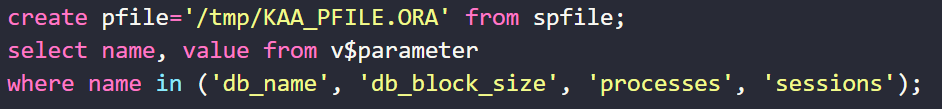 create pfile='/tmp/KAA_PFILE.ORA' from spfile;
select name, value from v$parameter
where name in ('db_name', 'db_block_size', 'processes', 'sessions');